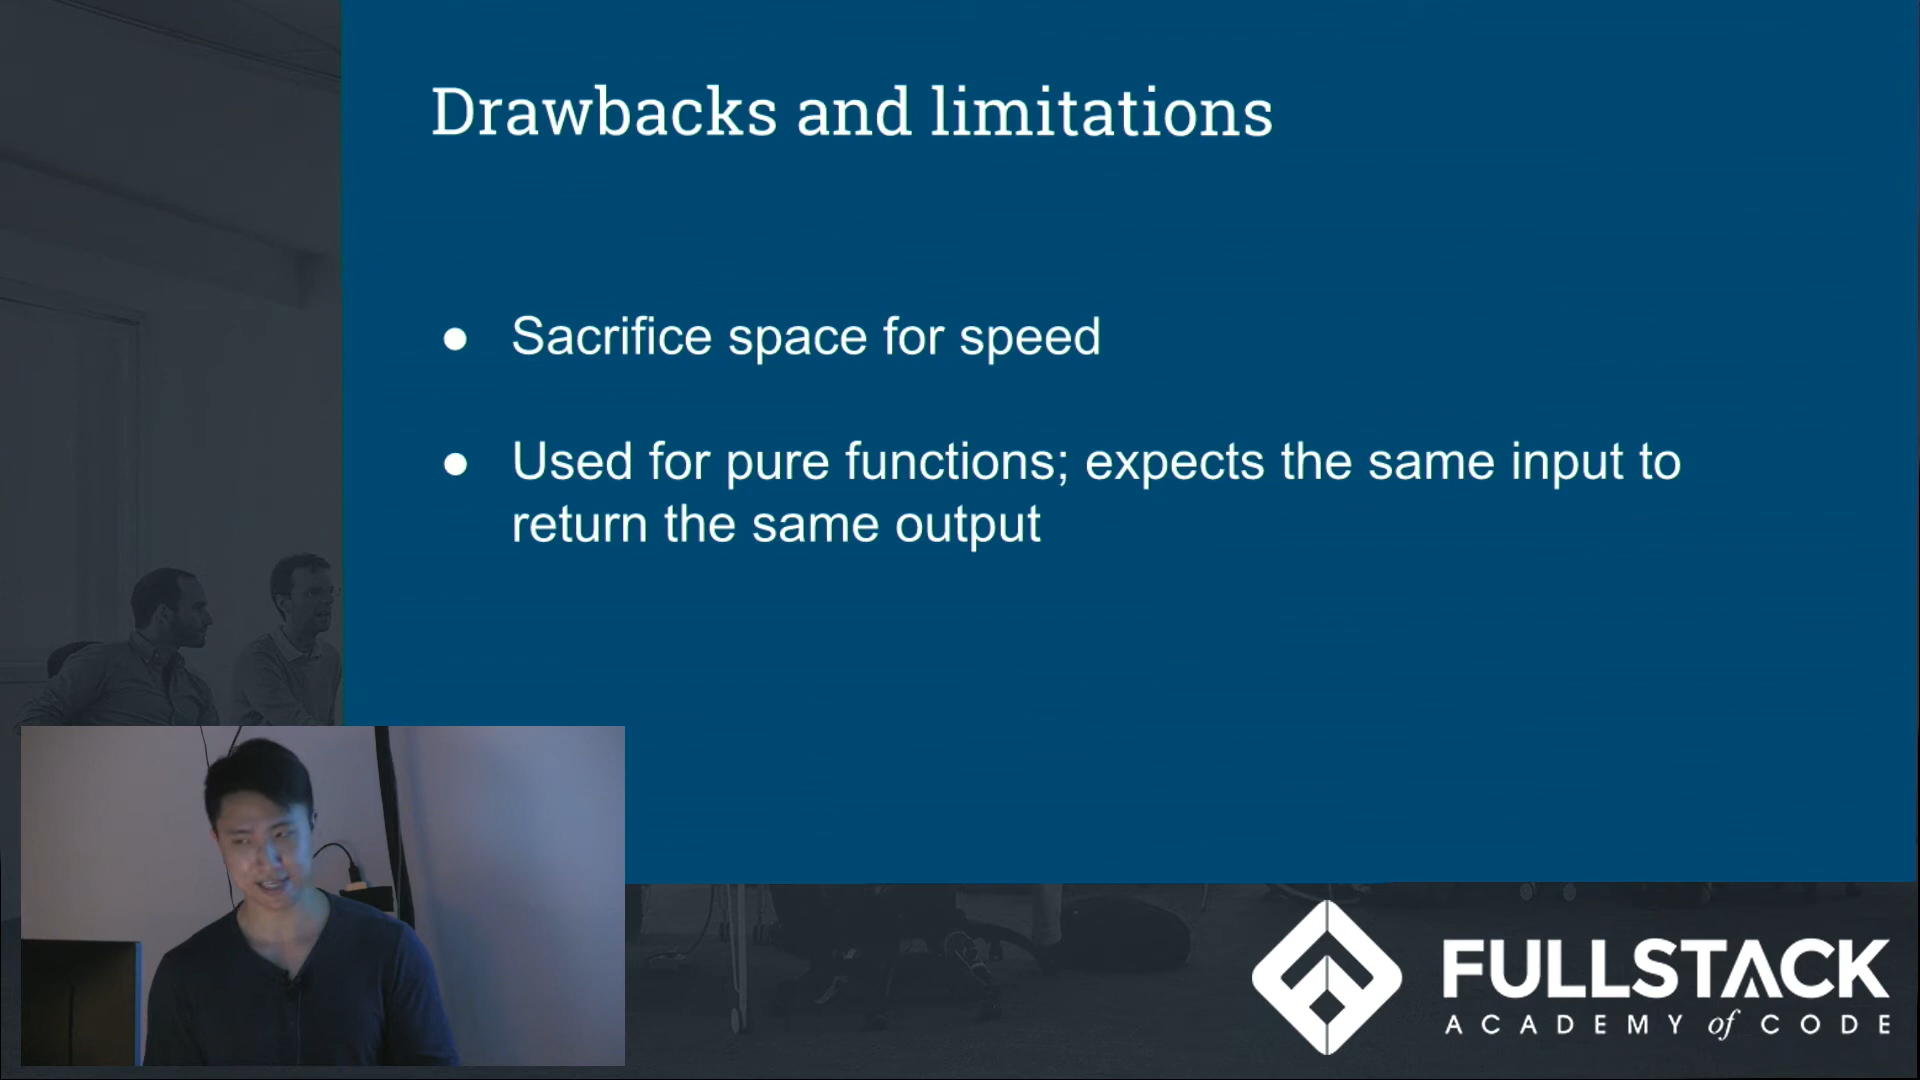 Drawbacks and limitations
● Sacrifice space for speed
● Used for pure functions; expects the same input to
return the same output
FULLSTACK
ACADEMY of CODE